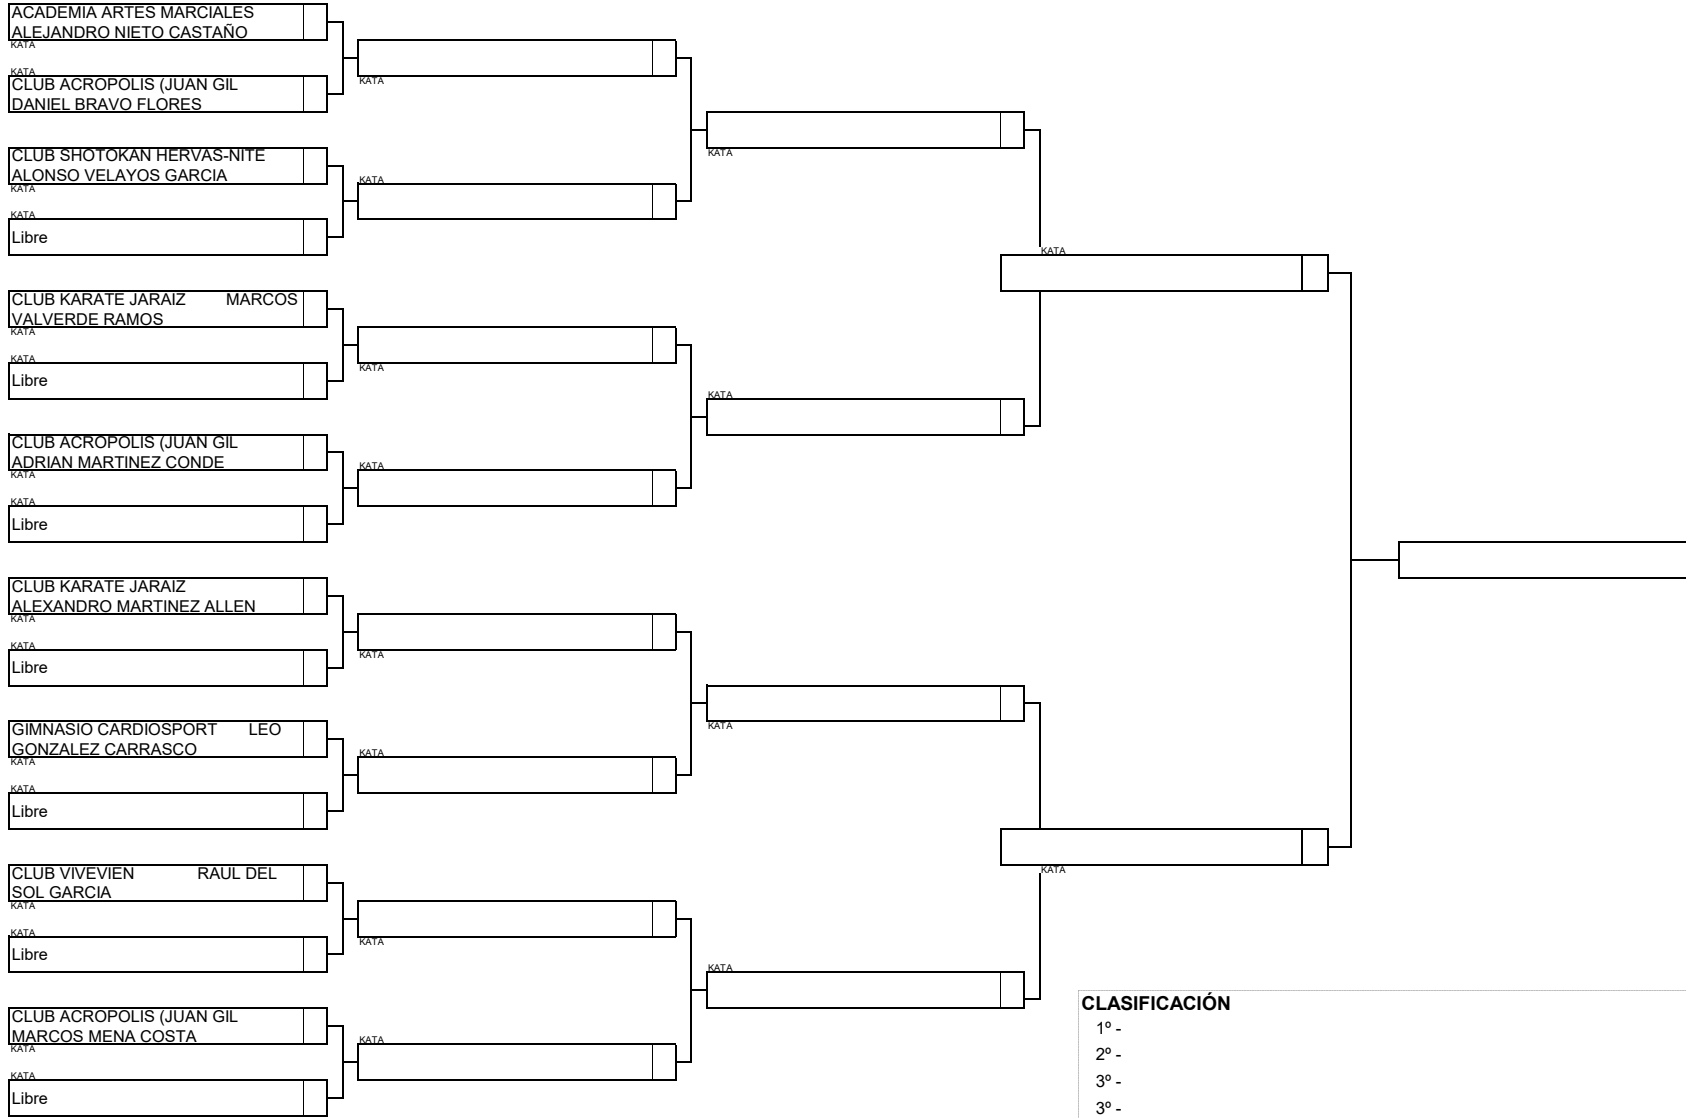 ACADEMIA ARTES MARCIALES
ALEJANDRO NIETO CASTAÑO
KATA
KATA
CLUB ACROPOLIS (JUAN GIL
DANIEL BRAVO FLORES
CLUB SHOTOKAN HERVAS-NITE
ALONSO VELAYOS GARCIA
KATA
KATA
Libre
CLUB KARATE JARAIZ MARCOS
VALVERDE RAMOS
KATA
KATA
Libre
CLUB ACROPOLIS (JUAN GIL
ADRIAN MARTINEZ CONDE
KATA
KATA
Libre
CLUB KARATE JARAIZ
ALEXANDRO MARTINEZ ALLEN
KATA
KATA
Libre
GIMNASIO CARDIOSPORT LEO
GONZALEZ CARRASCO
KATA
KATA
Libre
CLUB VIVEVIEN RAUL DEL
SOL GARCIA
KATA
KATA
Libre
CLUB ACROPOLIS (JUAN GIL
MARCOS MENA COSTA
KATA
KATA
Libre
KATA
KATA
KATA
KATA
KATA
KATA
KATA
KATA
KATA
KATA
KATA
KATA
KATA
KATA
CLASIFICACIÓN
1º -
2º -
3º -
3º -